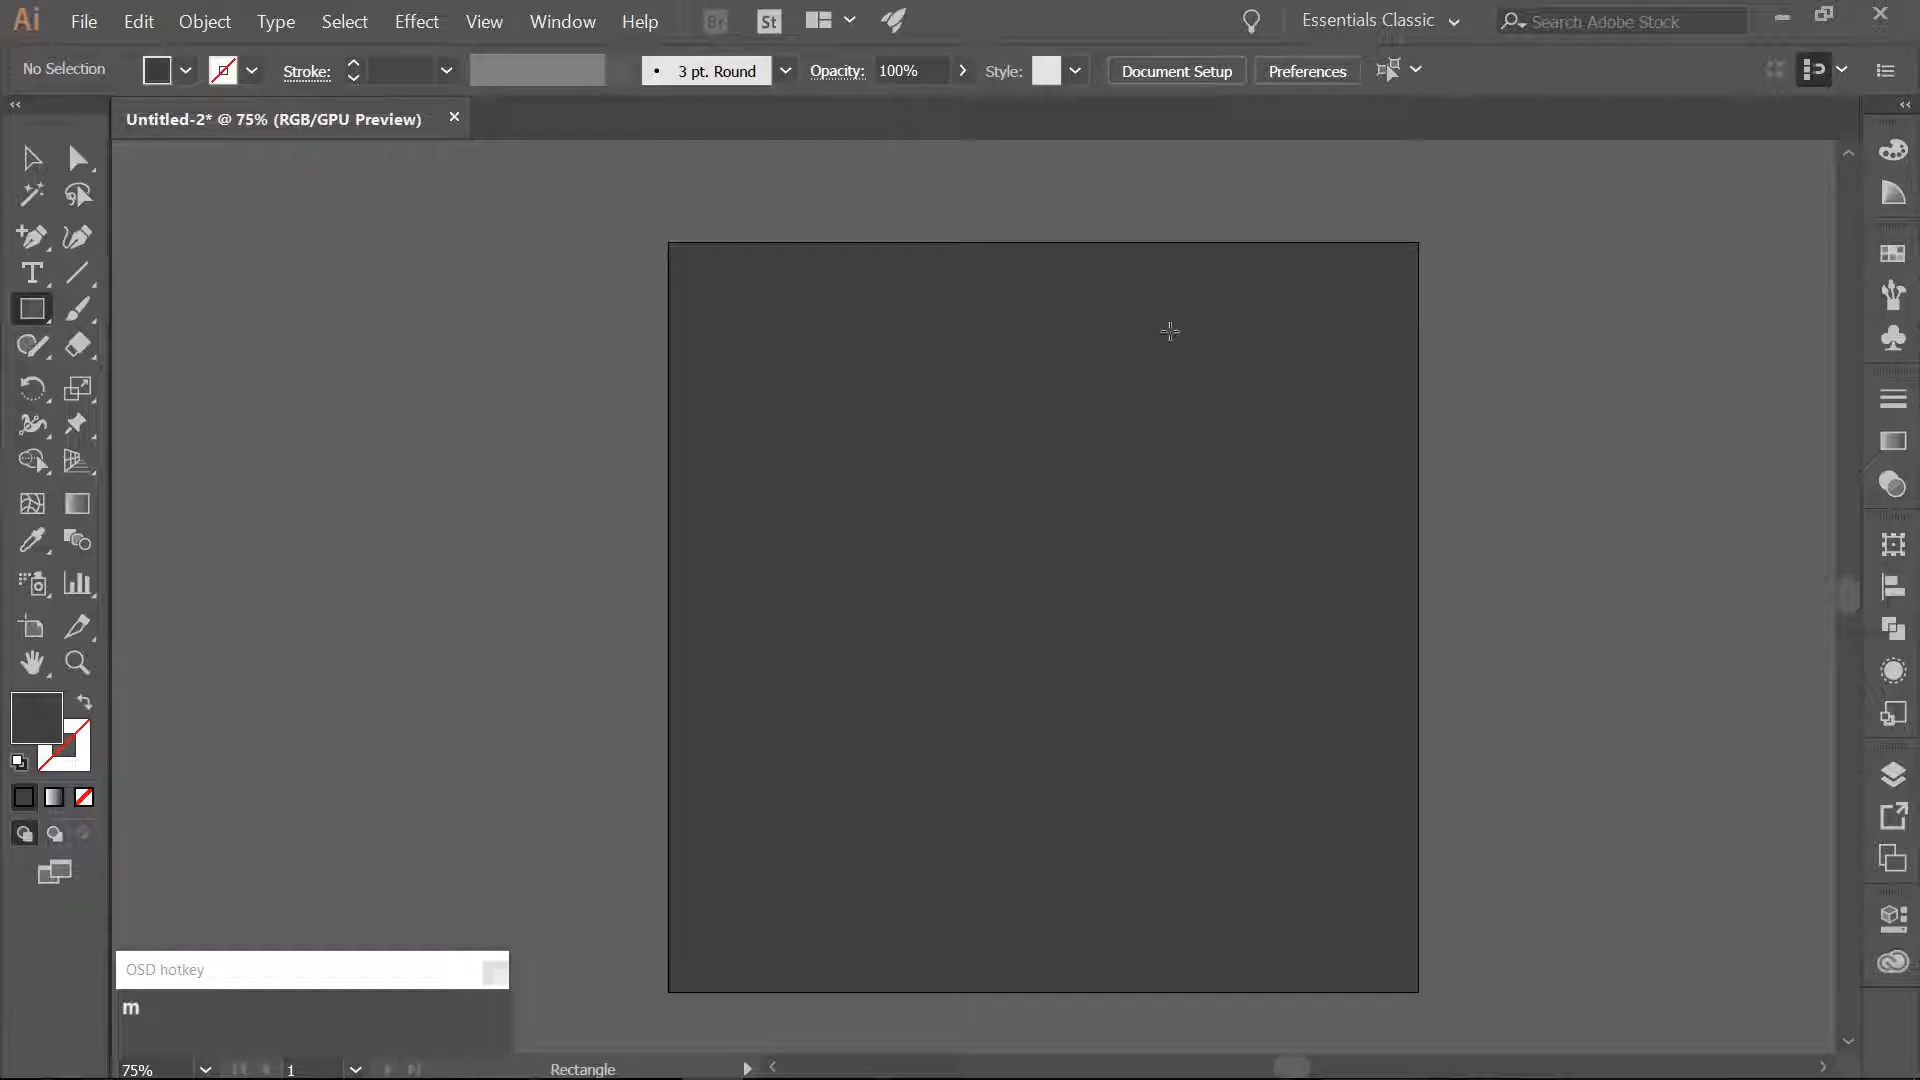 Ai File Edit Object Type Select Effect View Window Help Br St Essentials Classic Search Adobe Stock
No Selection Stroke: 3 pt. Round Opacity: 100% Style: Document Setup Preferences
Untitled-2* @ 75% (RGB/GPU Preview)
T
OSD hotkey
m
75% 1 Rectangle